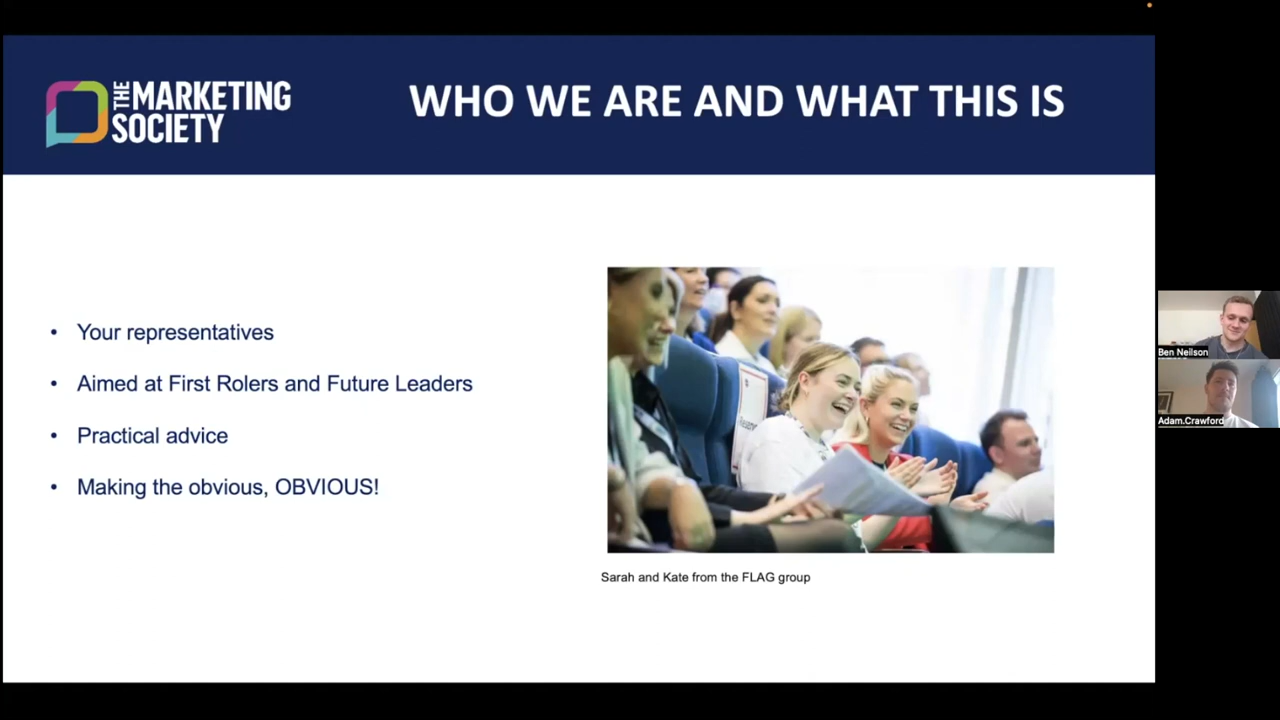 THE MARKETING
SOCIETY
WHO WE ARE AND WHAT THIS IS
• Your representatives
• Aimed at First Rolers and Future Leaders
• Practical advice
• Making the obvious, OBVIOUS!
Sarah and Kate from the FLAG group
Ben Neilson
Adam.Crawford